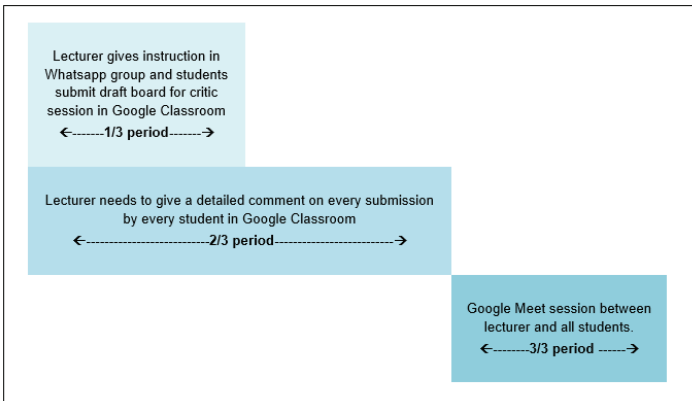 Lecturer gives instruction in
Whatsapp group and students
submit draft board for critic
session in Google Classroom
←-------1/3 period-------→
Lecturer needs to give a detailed comment on every submission
by every student in Google Classroom
←---------------------------2/3 period--------------------------→
Google Meet session between
lecturer and all students.
←--------3/3 period ------→